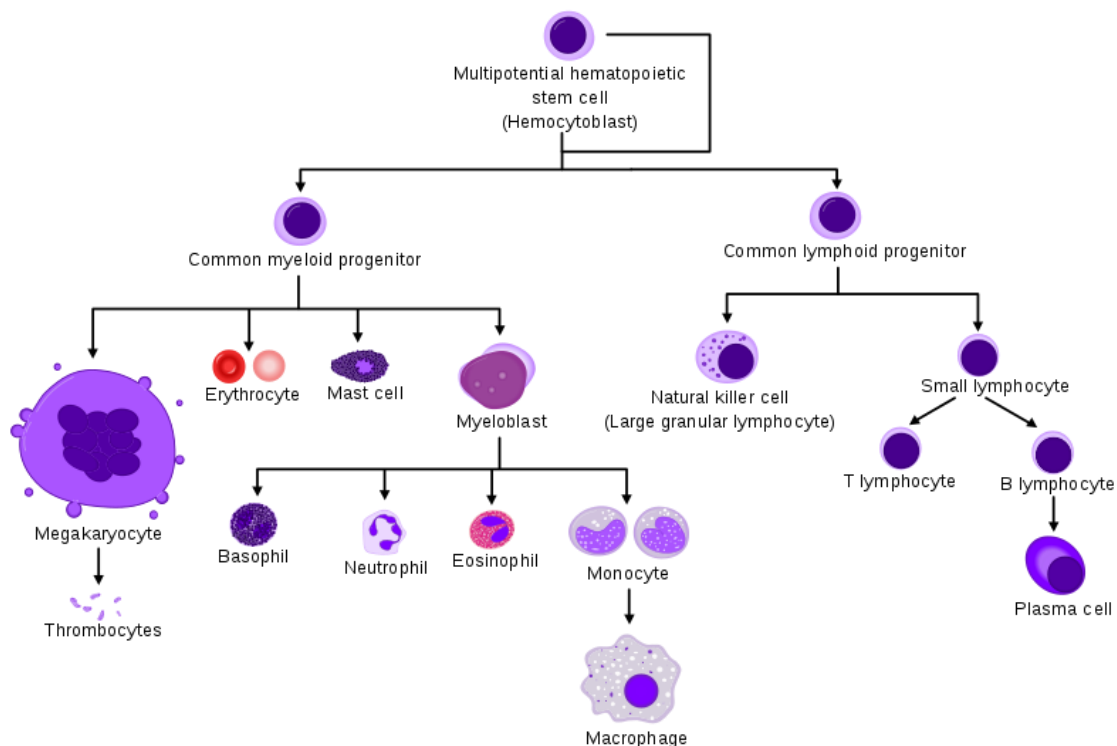 Multipotential hematopoietic
stem cell
(Hemocytoblast)
Common myeloid progenitor
Common lymphoid progenitor
Erythrocyte
Mast cell
Myeloblast
Natural killer cell
(Large granular lymphocyte)
Small lymphocyte
T lymphocyte
B lymphocyte
Megakaryocyte
Basophil
Neutrophil
Eosinophil
Monocyte
Plasma cell
Thrombocytes
Macrophage